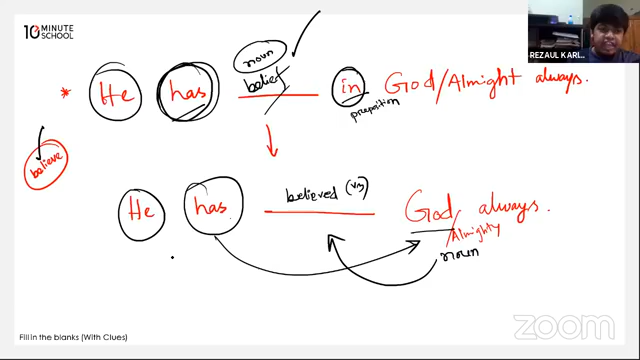 10 MINUTE SCHOOL
REZAUL KARI...
noun
* He has belief in God/Almight always.
preposition
believe
He has believed (v3) God/Almighty always.
noun
Fill in the blanks (With Clues)
zoom